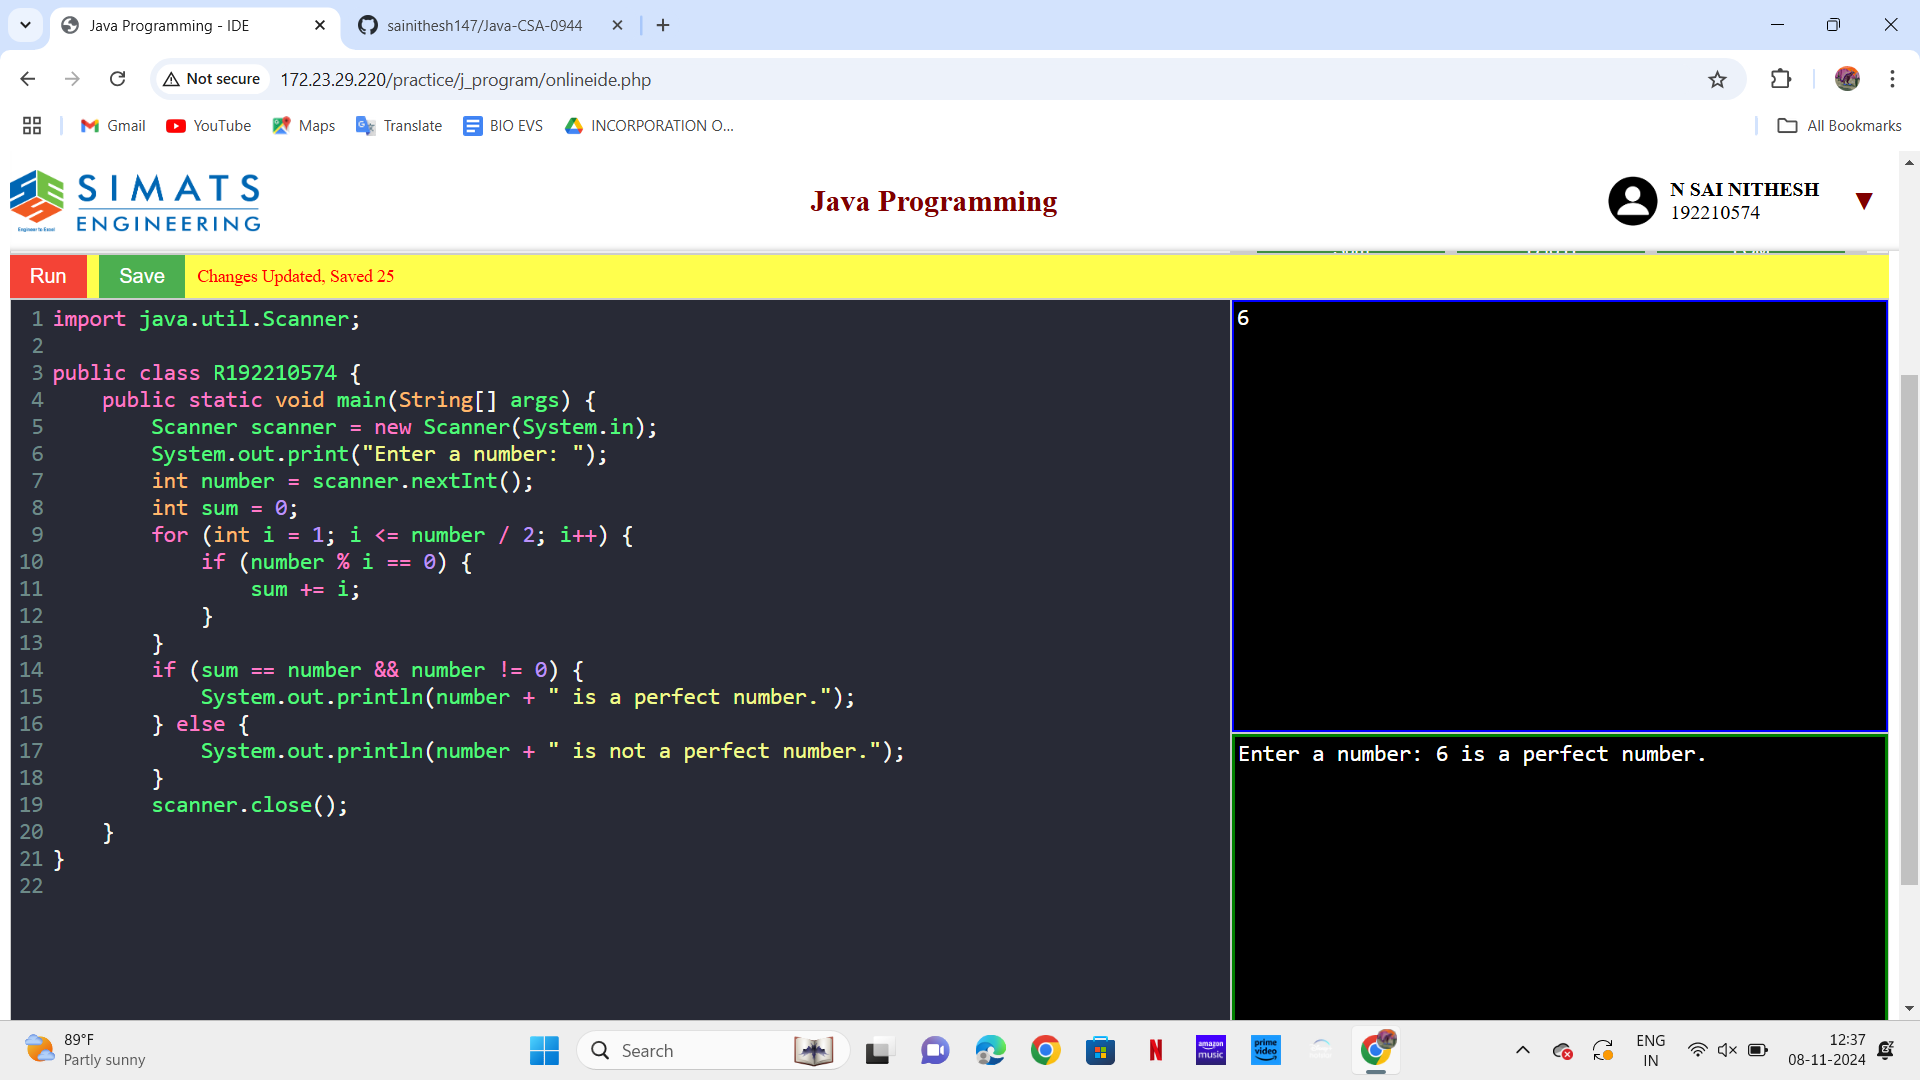 Java Programming - IDE
sainithesh147/Java-CSA-0944
Not secure
172.23.29.220/practice/j_program/onlineide.php
Gmail
YouTube
Maps
Translate
BIO EVS
INCORPORATION O...
All Bookmarks
SIMATS
ENGINEERING
Engineer to Excel
Java Programming
N SAI NITHESH
192210574
Run
Save
Changes Updated, Saved 25
1 import java.util.Scanner;
2
3 public class R192210574 {
4     public static void main(String[] args) {
5         Scanner scanner = new Scanner(System.in);
6         System.out.print("Enter a number: ");
7         int number = scanner.nextInt();
8         int sum = 0;
9         for (int i = 1; i <= number / 2; i++) {
10             if (number % i == 0) {
11                 sum += i;
12             }
13         }
14         if (sum == number && number != 0) {
15             System.out.println(number + " is a perfect number.");
16         } else {
17             System.out.println(number + " is not a perfect number.");
18         }
19         scanner.close();
20     }
21 }
22
6
Enter a number: 6 is a perfect number.
89°F
Partly sunny
Search
amazon music
prime video
ENG
IN
12:37
08-11-2024